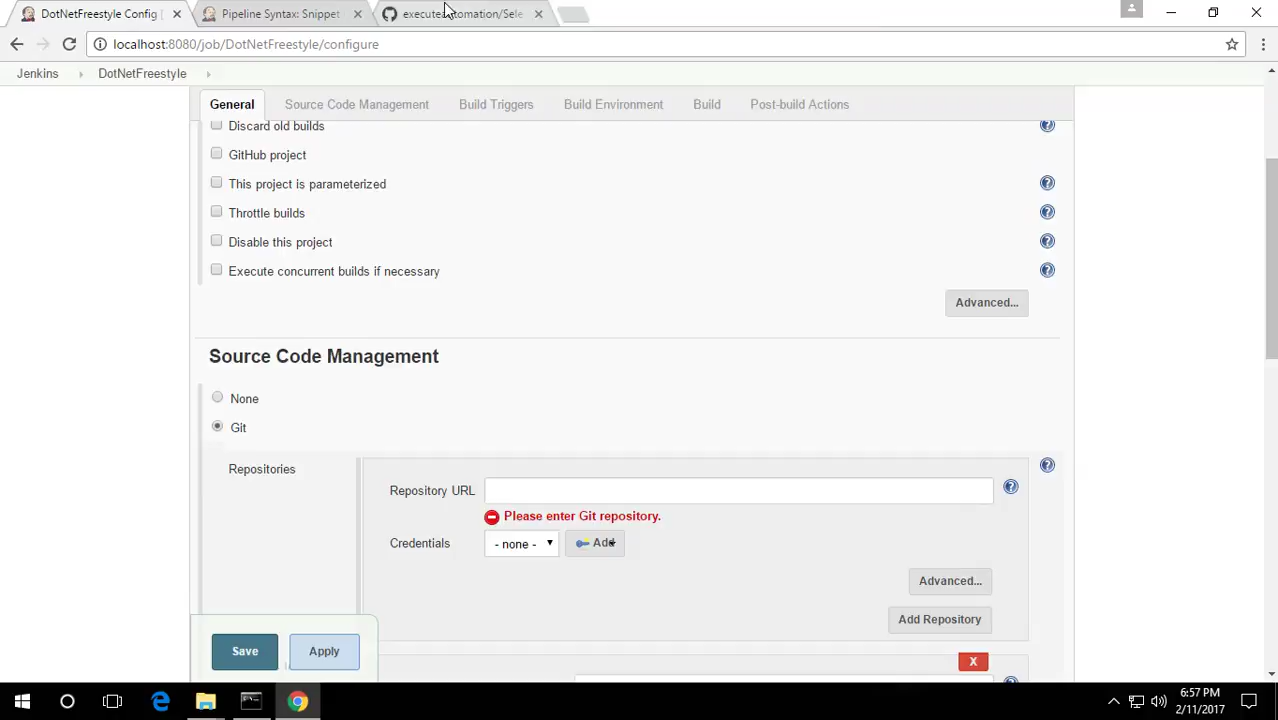 DotNetFreestyle Config [
Pipeline Syntax: Snippet
executeautomation/Sele
localhost:8080/job/DotNetFreestyle/configure
Jenkins DotNetFreestyle
General Source Code Management Build Triggers Build Environment Build Post-build Actions
Discard old builds
GitHub project
This project is parameterized
Throttle builds
Disable this project
Execute concurrent builds if necessary
Advanced...
Source Code Management
None
Git
Repositories
Repository URL
Please enter Git repository.
Credentials - none - Add
Advanced...
Add Repository
Save Apply
X
6:57 PM
2/11/2017